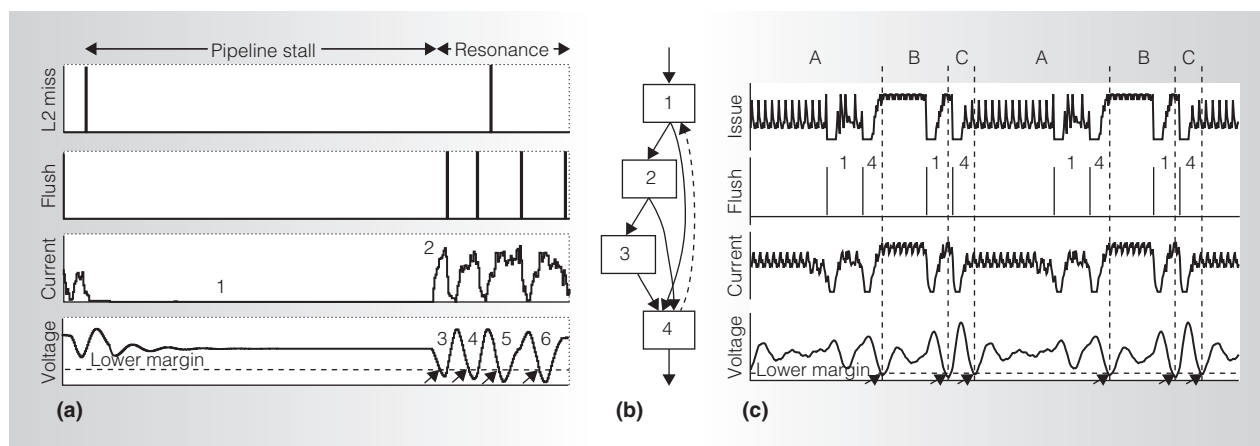 Pipeline stall
Resonance
L2 miss
Flush
Current
1
2
Voltage
Lower margin
3
4
5
6
(a)
1
2
3
4
(b)
A
B
C
A
B
C
Issue
Flush
1
4
1
4
1
4
1
4
Current
Voltage
Lower margin
(c)